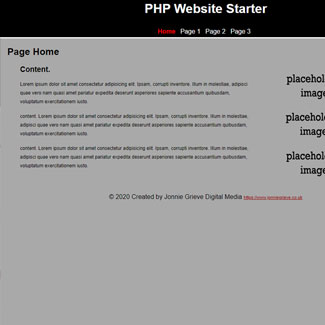 PHP Website Starter
Home Page 1 Page 2 Page 3
Page Home
Content.
Lorem ipsum dolor sit amet consectetur adipisicing elit. Ipsam, corrupti inventore. Illum in molestiae,
adipisci quae vero nam quasi amet pariatur expedita deserunt asperiores sapiente architecto quibusdam,
voluptatum exercitationem iusto.
placehol
image
content. Lorem ipsum dolor sit amet consectetur adipisicing elit. Ipsam, corrupti inventore. Illum in molestiae,
adipisci quae vero nam quasi amet pariatur expedita deserunt asperiores sapiente architecto quibusdam,
voluptatum exercitationem iusto.
placehol
image
content. Lorem ipsum dolor sit amet consectetur adipisicing elit. Ipsam, corrupti inventore. Illum in molestiae,
adipisci quae vero nam quasi amet pariatur expedita deserunt asperiores sapiente architecto quibusdam,
voluptatum exercitationem iusto.
placehol
image
© 2020 Created by Jonnie Grieve Digital Media https://www.jonniegrieve.co.uk